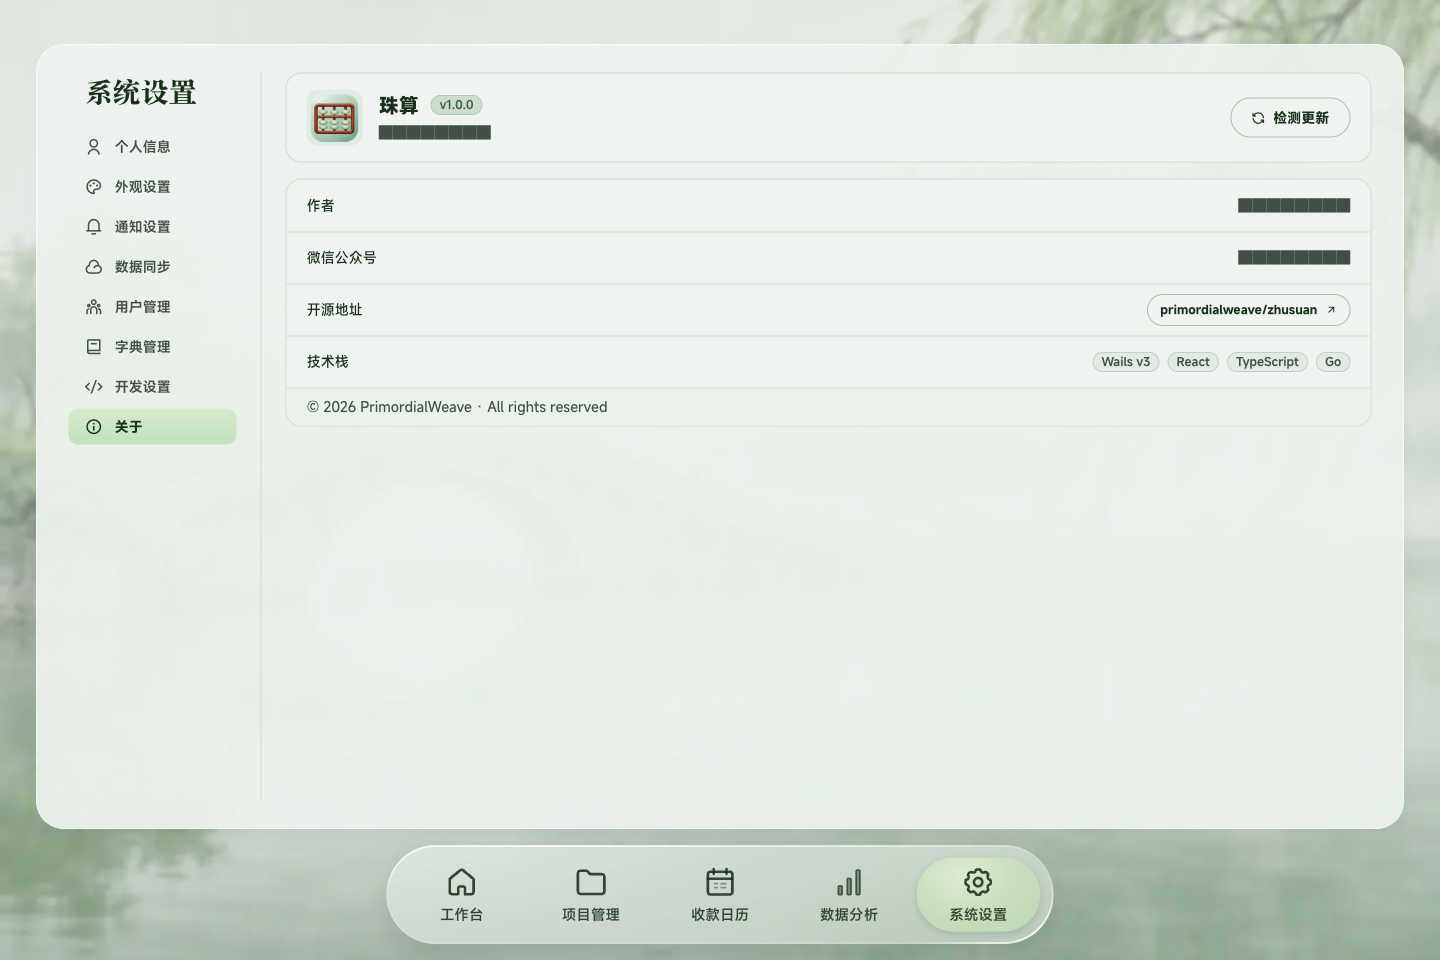 系统设置
个人信息
外观设置
通知设置
数据同步
用户管理
字典管理
开发设置
关于
珠算 v1.0.0
检测更新
作者
微信公众号
开源地址 primordialweave/zhusuan
技术栈 Wails v3 React TypeScript Go
© 2026 PrimordialWeave · All rights reserved
工作台 项目管理 收款日历 数据分析 系统设置